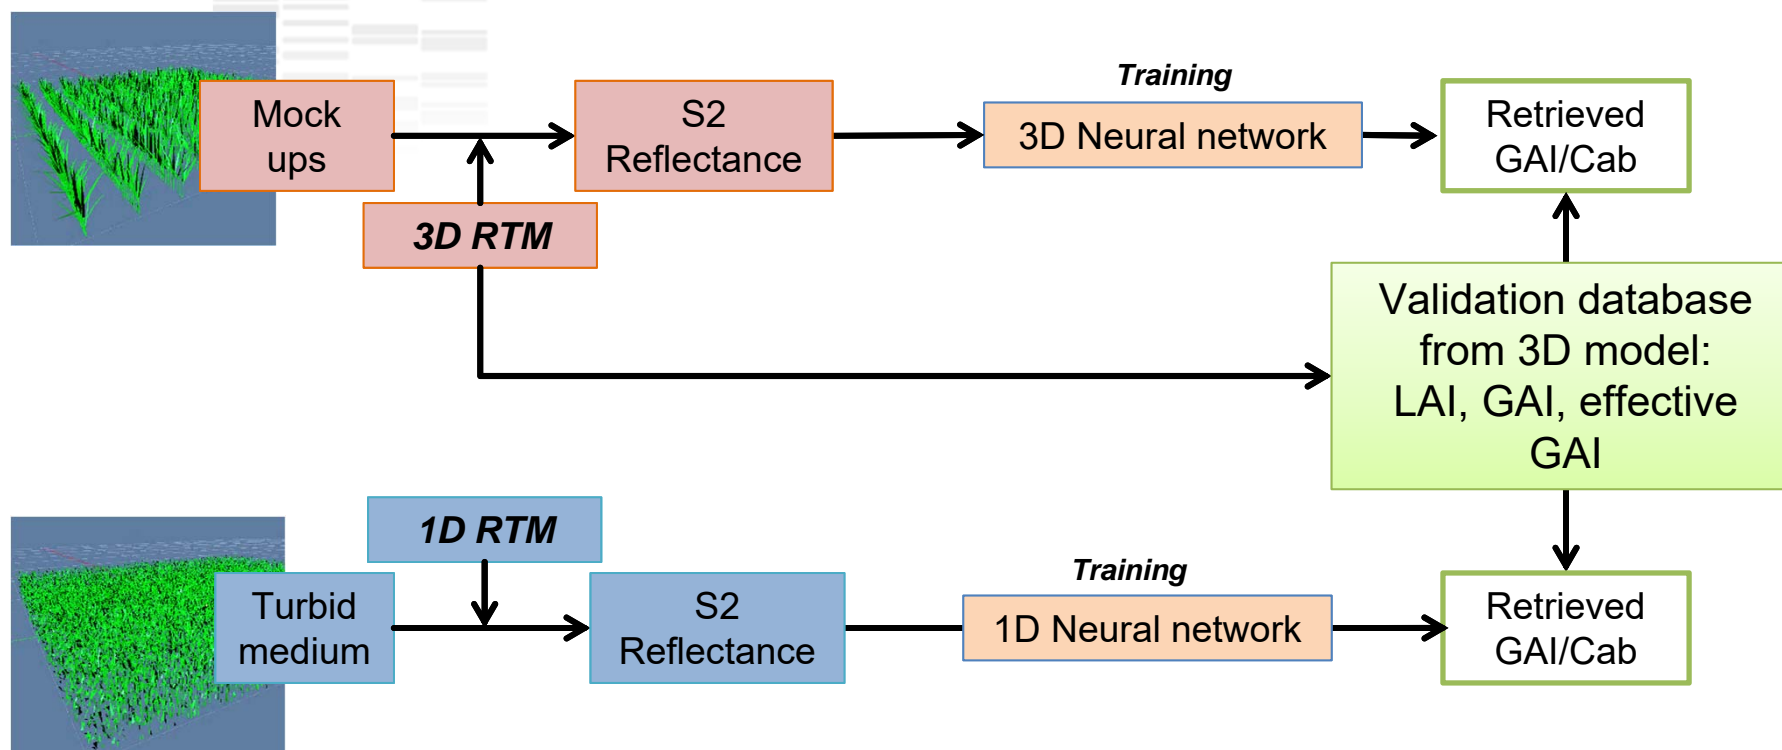 Training
Mock
ups
S2
Reflectance
3D Neural network
Retrieved
GAI/Cab
3D RTM
Validation database
from 3D model:
LAI, GAI, effective
GAI
1D RTM
Training
Turbid
medium
S2
Reflectance
1D Neural network
Retrieved
GAI/Cab